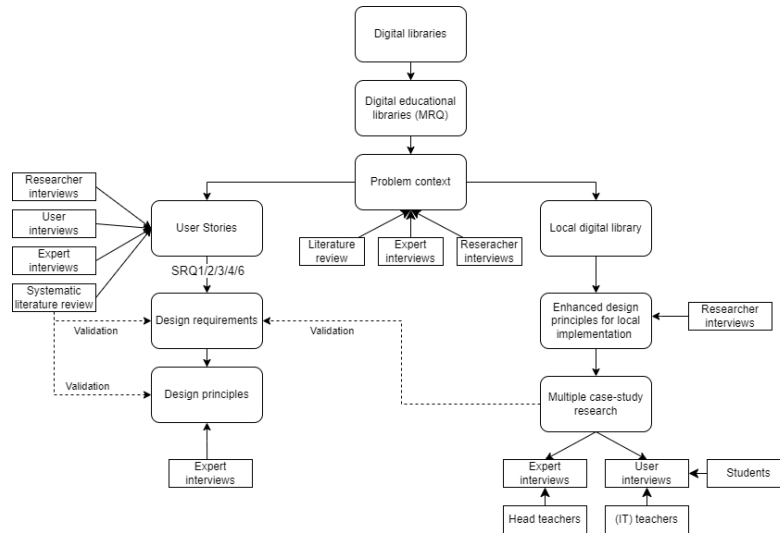 Digital libraries
Digital educational
libraries (MRQ)
Problem context
Researcher
interviews
User
interviews
Expert
interviews
Systematic
literature review
User Stories
Literature
review
Expert
interviews
Reseracher
interviews
Local digital library
SRQ1/2/3/4/6
Design requirements
Validation
Validation
Enhanced design
principles for local
implementation
Researcher
interviews
Validation
Design principles
Multiple case-study
research
Expert
interviews
Expert
interviews
User
interviews
Students
Head teachers
(IT) teachers